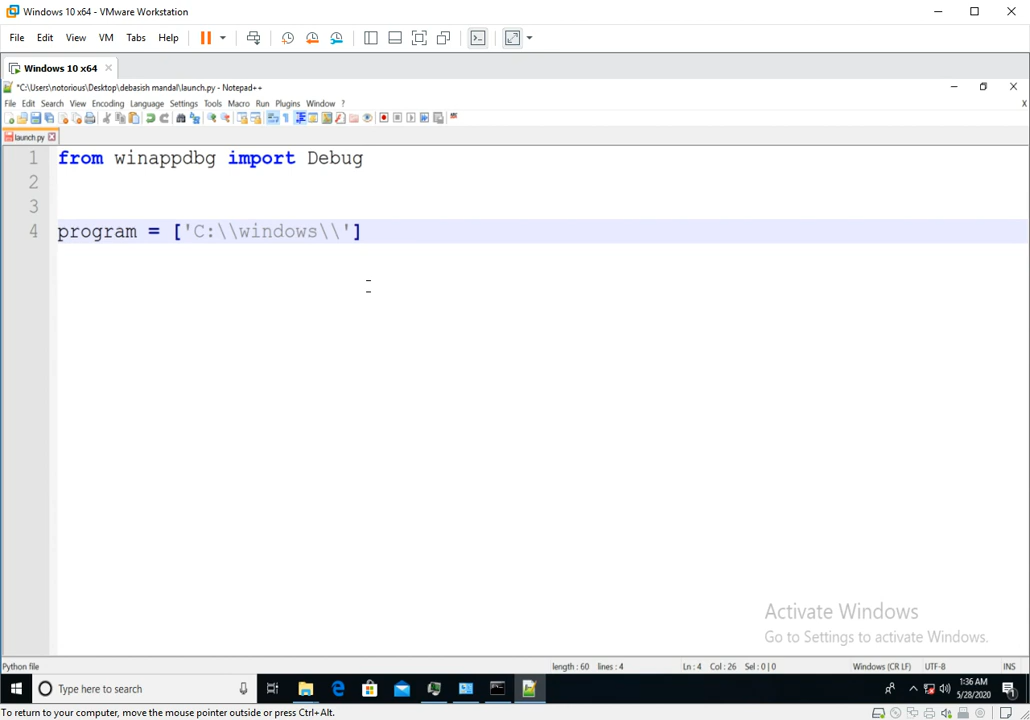 Windows 10 x64 - VMware Workstation
File Edit View VM Tabs Help
Windows 10 x64 ×
*C:\Users\notorious\Desktop\debasish mandal\launch.py - Notepad++
File Edit Search View Encoding Language Settings Tools Macro Run Plugins Window ? X
launch.py
1 from winappdbg import Debug
2
3
4 program = ['C:\\windows\\']
Activate Windows
Go to Settings to activate Windows.
Python file length : 60 lines : 4 Ln : 4 Col : 26 Sel : 0 | 0 Windows (CR LF) UTF-8 INS
Type here to search
1:36 AM
5/28/2020
1
To return to your computer, move the mouse pointer outside or press Ctrl+Alt.